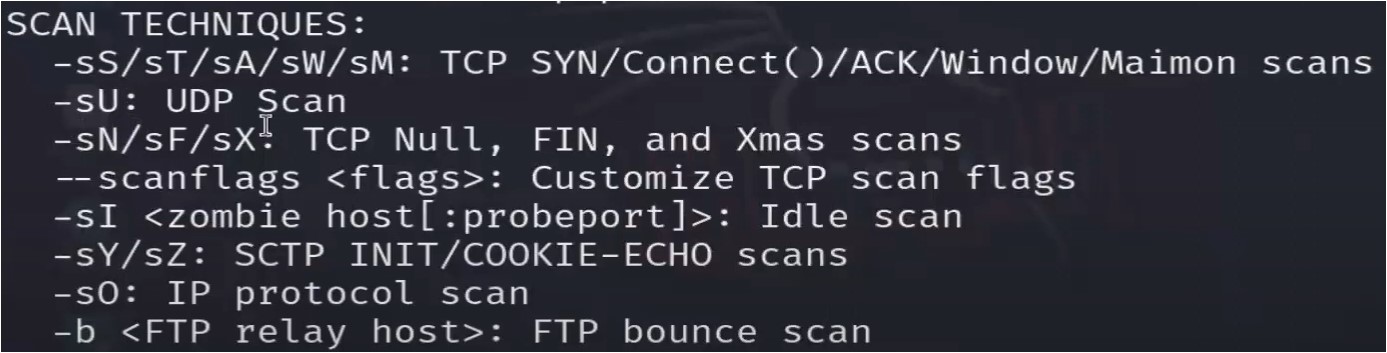 SCAN TECHNIQUES:
-sS/sT/sA/sW/sM: TCP SYN/Connect()/ACK/Window/Maimon scans
-sU: UDP Scan
-sN/sF/sX: TCP Null, FIN, and Xmas scans
--scanflags <flags>: Customize TCP scan flags
-sI <zombie host[:probeport]>: Idle scan
-sY/sZ: SCTP INIT/COOKIE-ECHO scans
-sO: IP protocol scan
-b <FTP relay host>: FTP bounce scan